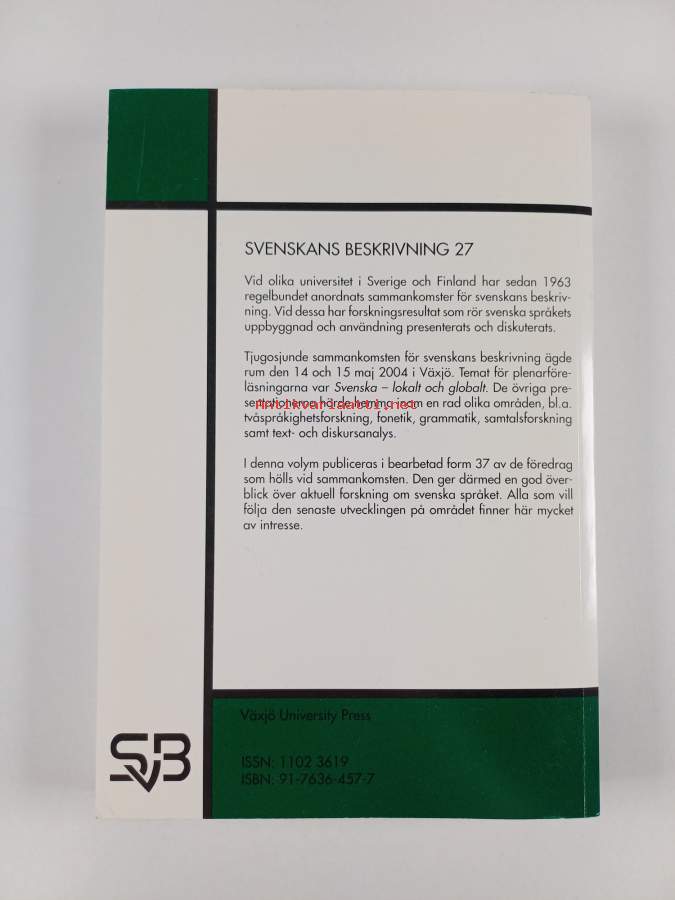 SVENSKANS BESKRIVNING 27
Vid olika universitet i Sverige och Finland har sedan 1963
regelbundet anordnats sammankomster för svenskans beskriv-
ning. Vid dessa har forskningsresultat som rör svenska språkets
uppbyggnad och användning presenterats och diskuterats.
Tjugosjunde sammankomsten för svenskans beskrivning ägde
rum den 14 och 15 maj 2004 i Växjö. Temat för plenarföre-
läsningarna var Svenska – lokalt och globalt. De övriga pre-
sentationerna hörde hemma inom en rad olika områden, bl.a.
Antikvariaatti.net
tvåspråkighetsforskning, fonetik, grammatik, samtalsforskning
samt text- och diskursanalys.
I denna volym publiceras i bearbetad form 37 av de föredrag
som hölls vid sammankomsten. Den ger därmed en god över-
blick över aktuell forskning om svenska språket. Alla som vill
följa den senaste utvecklingen på området finner här mycket
av intresse.
Växjö University Press
SVB
ISSN: 1102 3619
ISBN: 91-7636-457-7